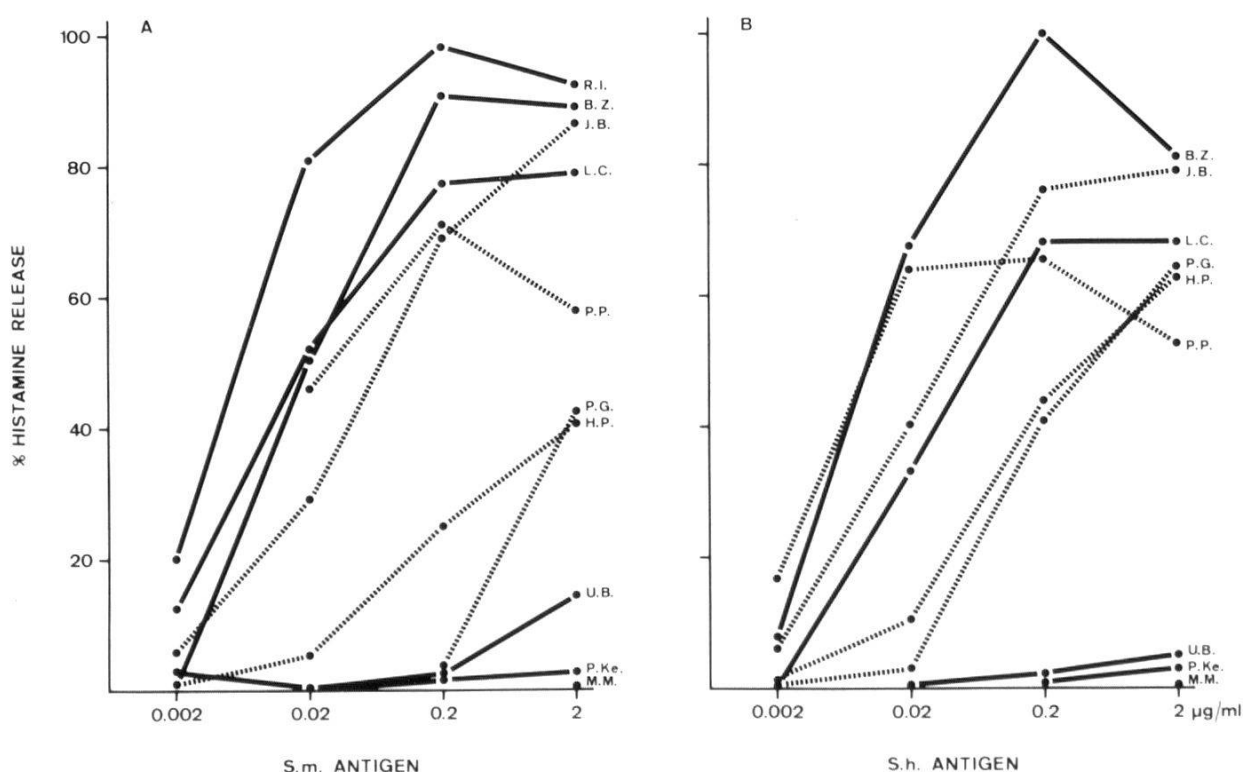 A
B
% HISTAMINE RELEASE
100
80
60
40
20
R.I.
B.Z.
J.B.
L.C.
P.P.
P.G.
H.P.
U.B.
P.Ke.
M.M.
B.Z.
J.B.
L.C.
P.G.
H.P.
P.P.
U.B.
P.Ke.
M.M.
0.002 0.02 0.2 2
0.002 0.02 0.2 2 µg/ml
S.m. ANTIGEN
S.h. ANTIGEN